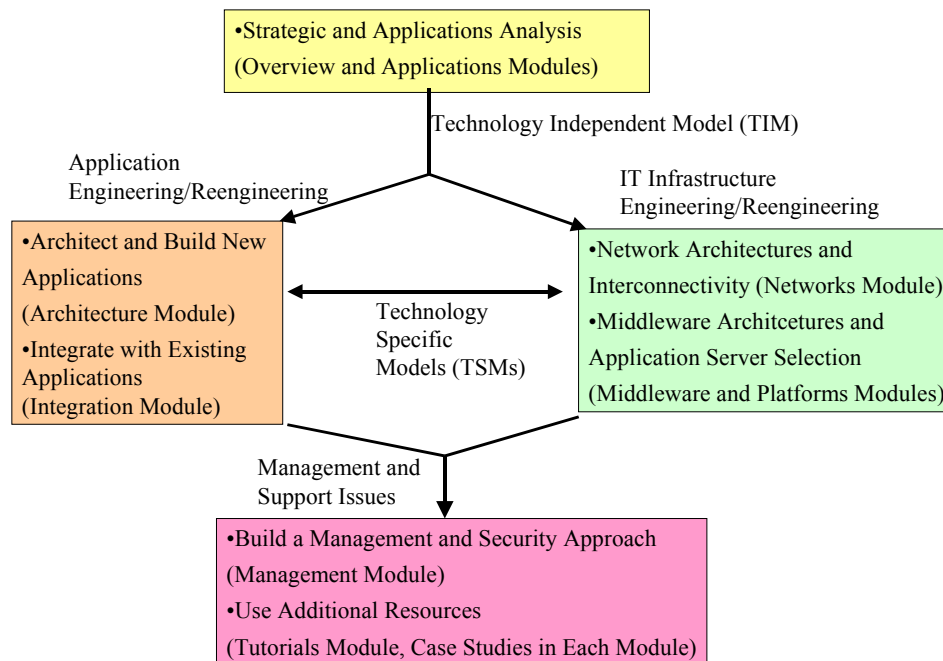 •Strategic and Applications Analysis
(Overview and Applications Modules)
Technology Independent Model (TIM)
Application
Engineering/Reengineering
IT Infrastructure
Engineering/Reengineering
•Architect and Build New
Applications
(Architecture Module)
•Integrate with Existing
Applications
(Integration Module)
Technology
Specific
Models (TSMs)
•Network Architectures and
Interconnectivity (Networks Module)
•Middleware Architcetures and
Application Server Selection
(Middleware and Platforms Modules)
Management and
Support Issues
•Build a Management and Security Approach
(Management Module)
•Use Additional Resources
(Tutorials Module, Case Studies in Each Module)